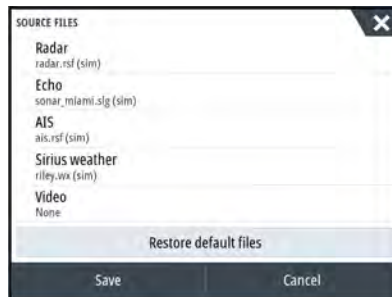 SOURCE FILES
Radar
radar.rsf (sim)
Echo
sonar_miami.slg (sim)
AIS
ais.rsf (sim)
Sirius weather
riley.wx (sim)
Video
None
Restore default files
Save
Cancel